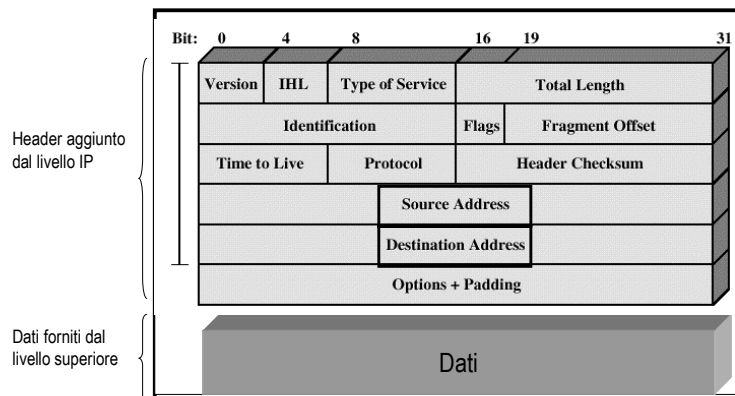 Bit: 0 4 8 16 19 31
Version IHL Type of Service Total Length
Identification Flags Fragment Offset
Time to Live Protocol Header Checksum
Source Address
Destination Address
Options + Padding
Header aggiunto
dal livello IP
Dati forniti dal
livello superiore
Dati